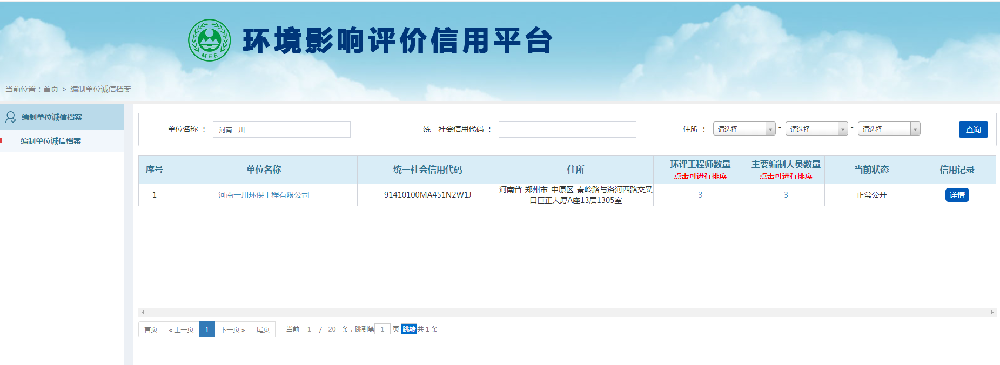 MEE
环境影响评价信用平台
当前位置：首页 > 编制单位诚信档案
编制单位诚信档案
编制单位诚信档案
单位名称 ： 河南一川 统一社会信用代码 ： 住所 ： 请选择 - 请选择 - 请选择 查询
序号 单位名称 统一社会信用代码 住所 环评工程师数量 主要编制人员数量 当前状态 信用记录
点击可进行排序 点击可进行排序
1 河南一川环保工程有限公司 91410100MA451N2W1J 河南省-郑州市-中原区-秦岭路与洛河西路交叉 3 3 正常公开 详情
口巨正大厦A座13层1305室
首页 « 上一页 1 下一页 » 尾页 当前 1 / 20 条，跳到第 1 页 跳转 共 1 条